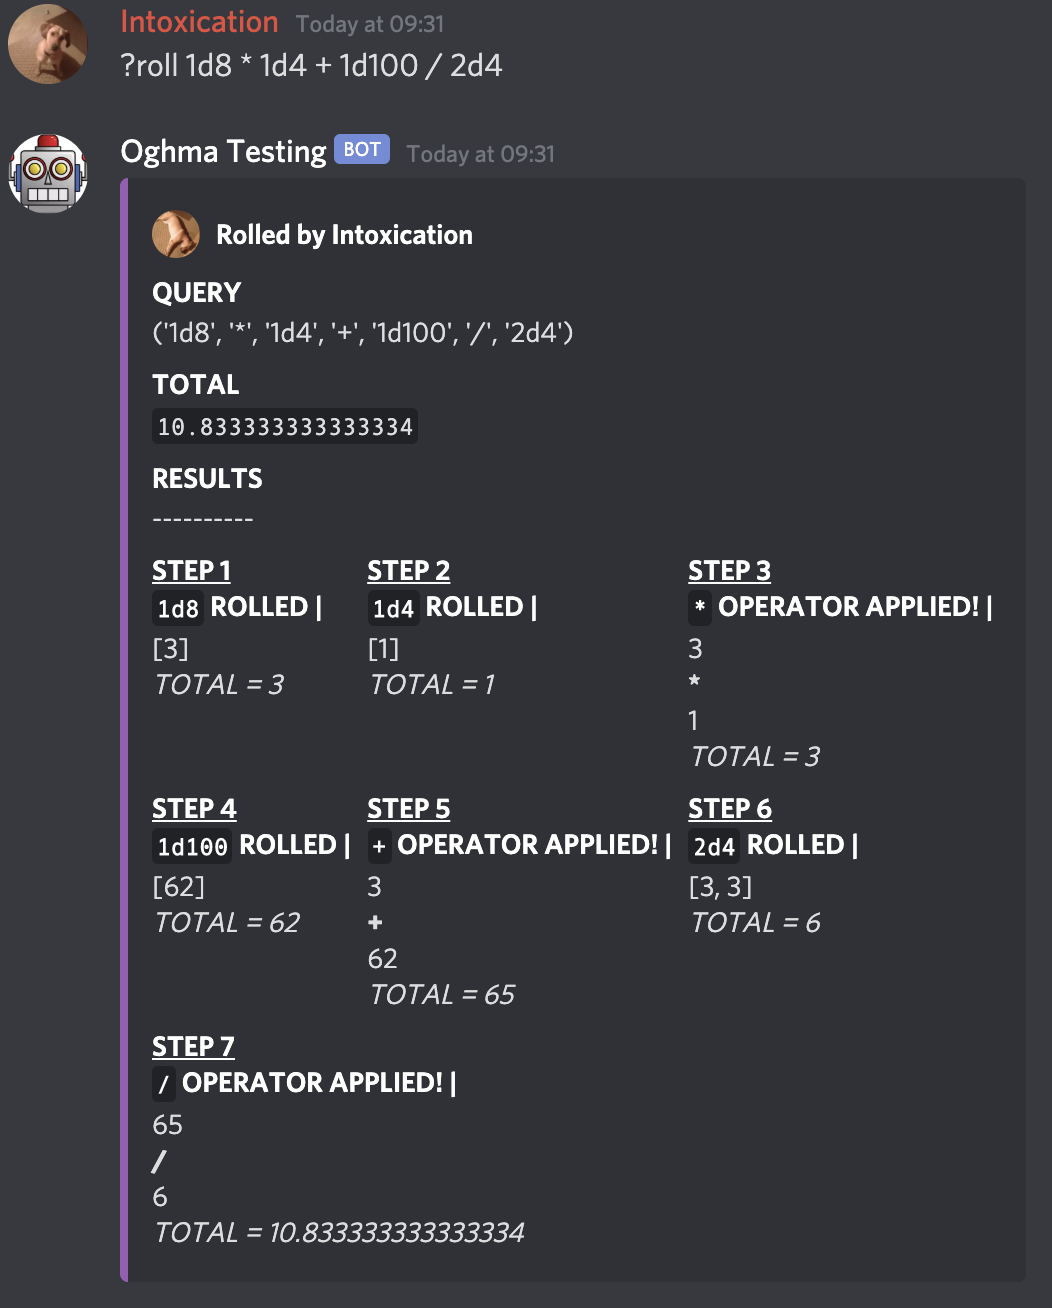 Intoxication Today at 09:31
?roll 1d8 * 1d4 + 1d100 / 2d4
Oghma Testing BOT Today at 09:31
Rolled by Intoxication
QUERY
('1d8', '*', '1d4', '+', '1d100', '/', '2d4')
TOTAL
10.833333333333334
RESULTS
----------
STEP 1
1d8 ROLLED |
[3]
TOTAL = 3
STEP 2
1d4 ROLLED |
[1]
TOTAL = 1
STEP 3
* OPERATOR APPLIED! |
3
*
1
TOTAL = 3
STEP 4
1d100 ROLLED |
[62]
TOTAL = 62
STEP 5
+ OPERATOR APPLIED! |
3
+
62
TOTAL = 65
STEP 6
2d4 ROLLED |
[3, 3]
TOTAL = 6
STEP 7
/ OPERATOR APPLIED! |
65
/
6
TOTAL = 10.833333333333334